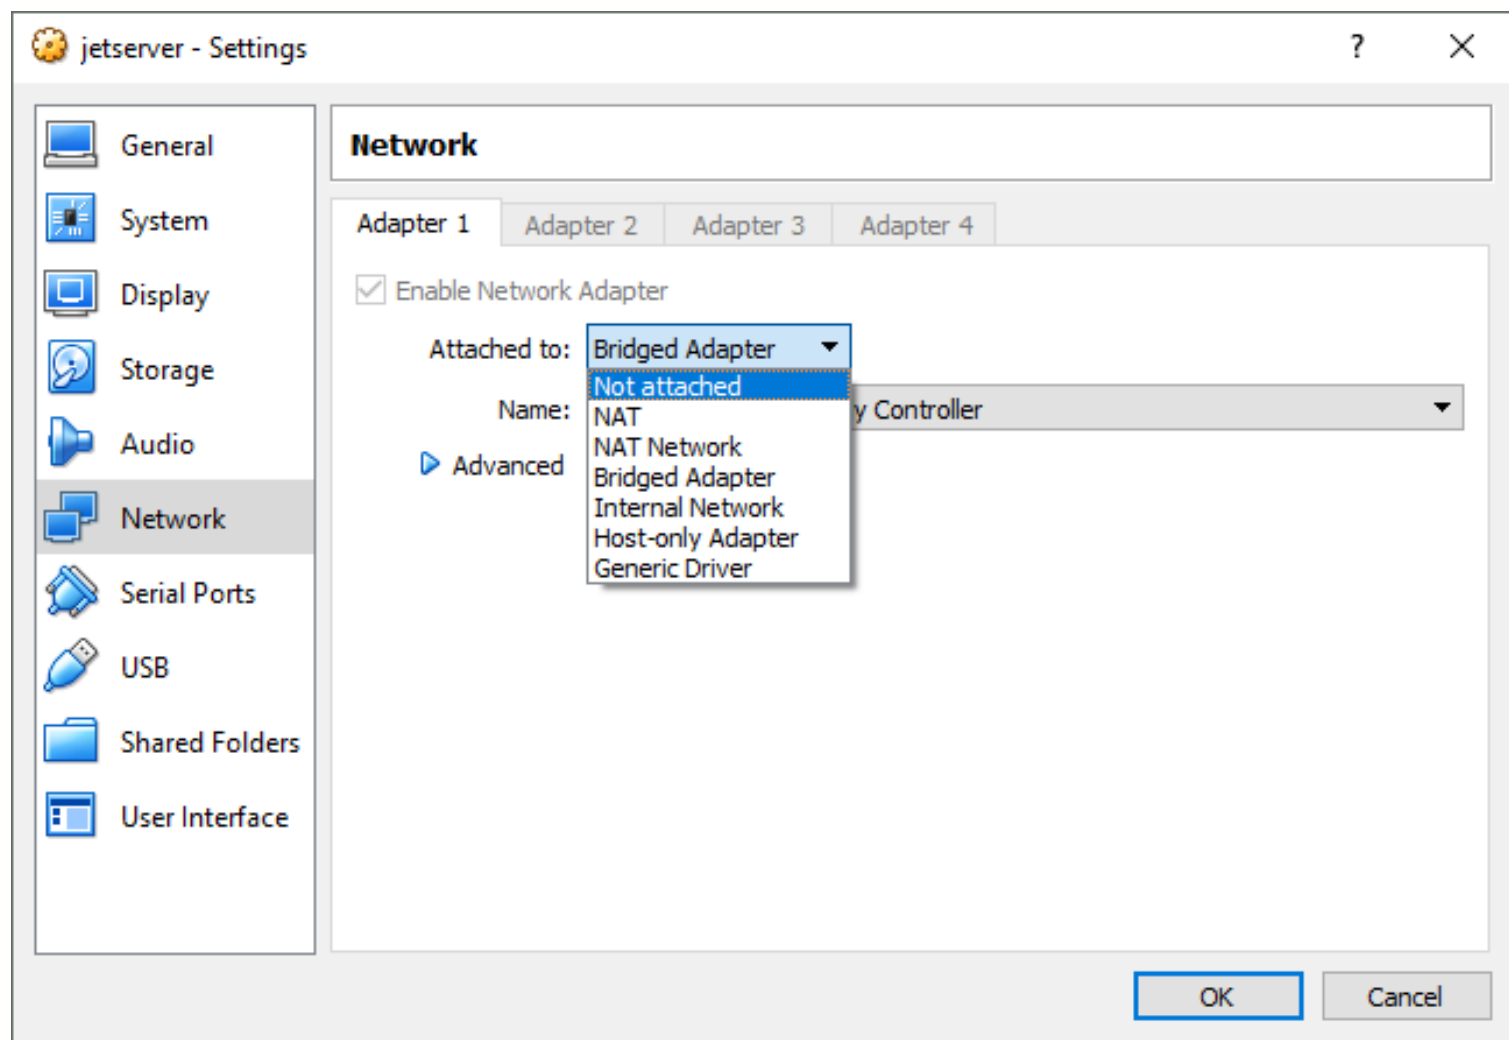 jetserver - Settings
?
General
System
Display
Storage
Audio
Network
Serial Ports
USB
Shared Folders
User Interface
Network
Adapter 1
Adapter 2
Adapter 3
Adapter 4
Enable Network Adapter
Attached to: Bridged Adapter
Not attached
NAT
NAT Network
Bridged Adapter
Internal Network
Host-only Adapter
Generic Driver
Name:
Controller
Advanced
OK
Cancel